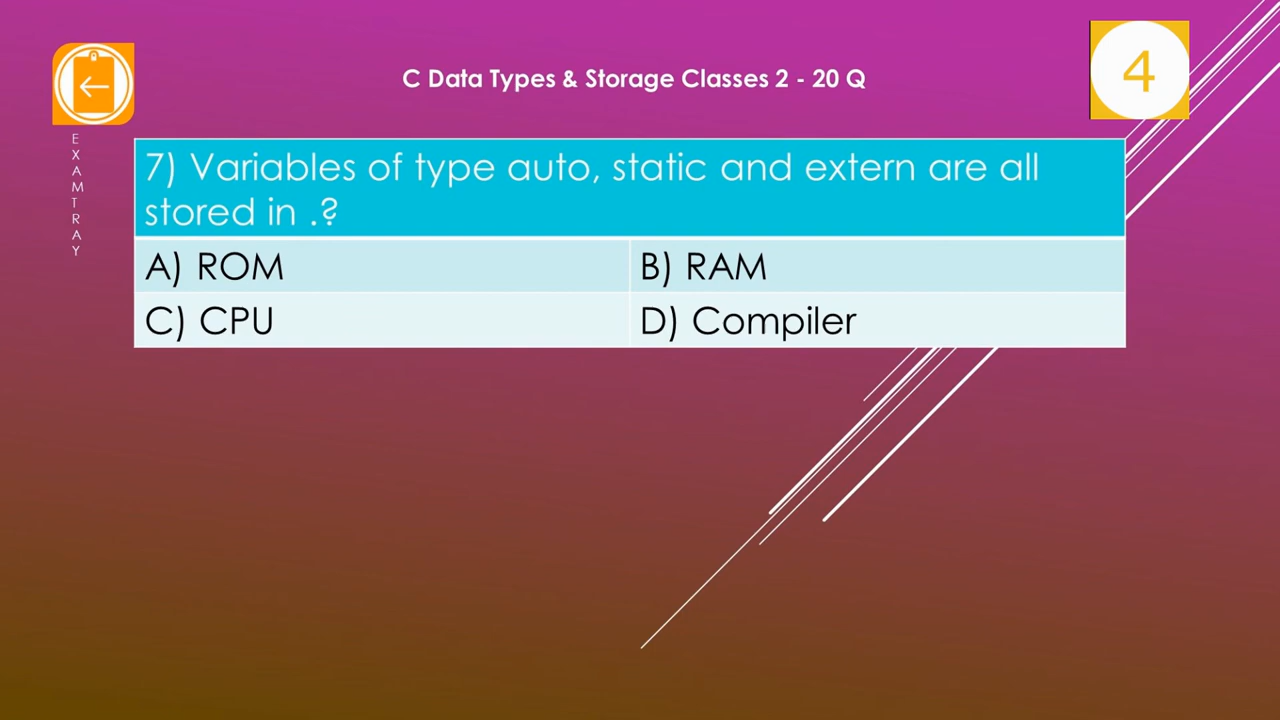 C Data Types & Storage Classes 2 - 20 Q
4
EXAMTRAY
7) Variables of type auto, static and extern are all
stored in .?
A) ROM
B) RAM
C) CPU
D) Compiler